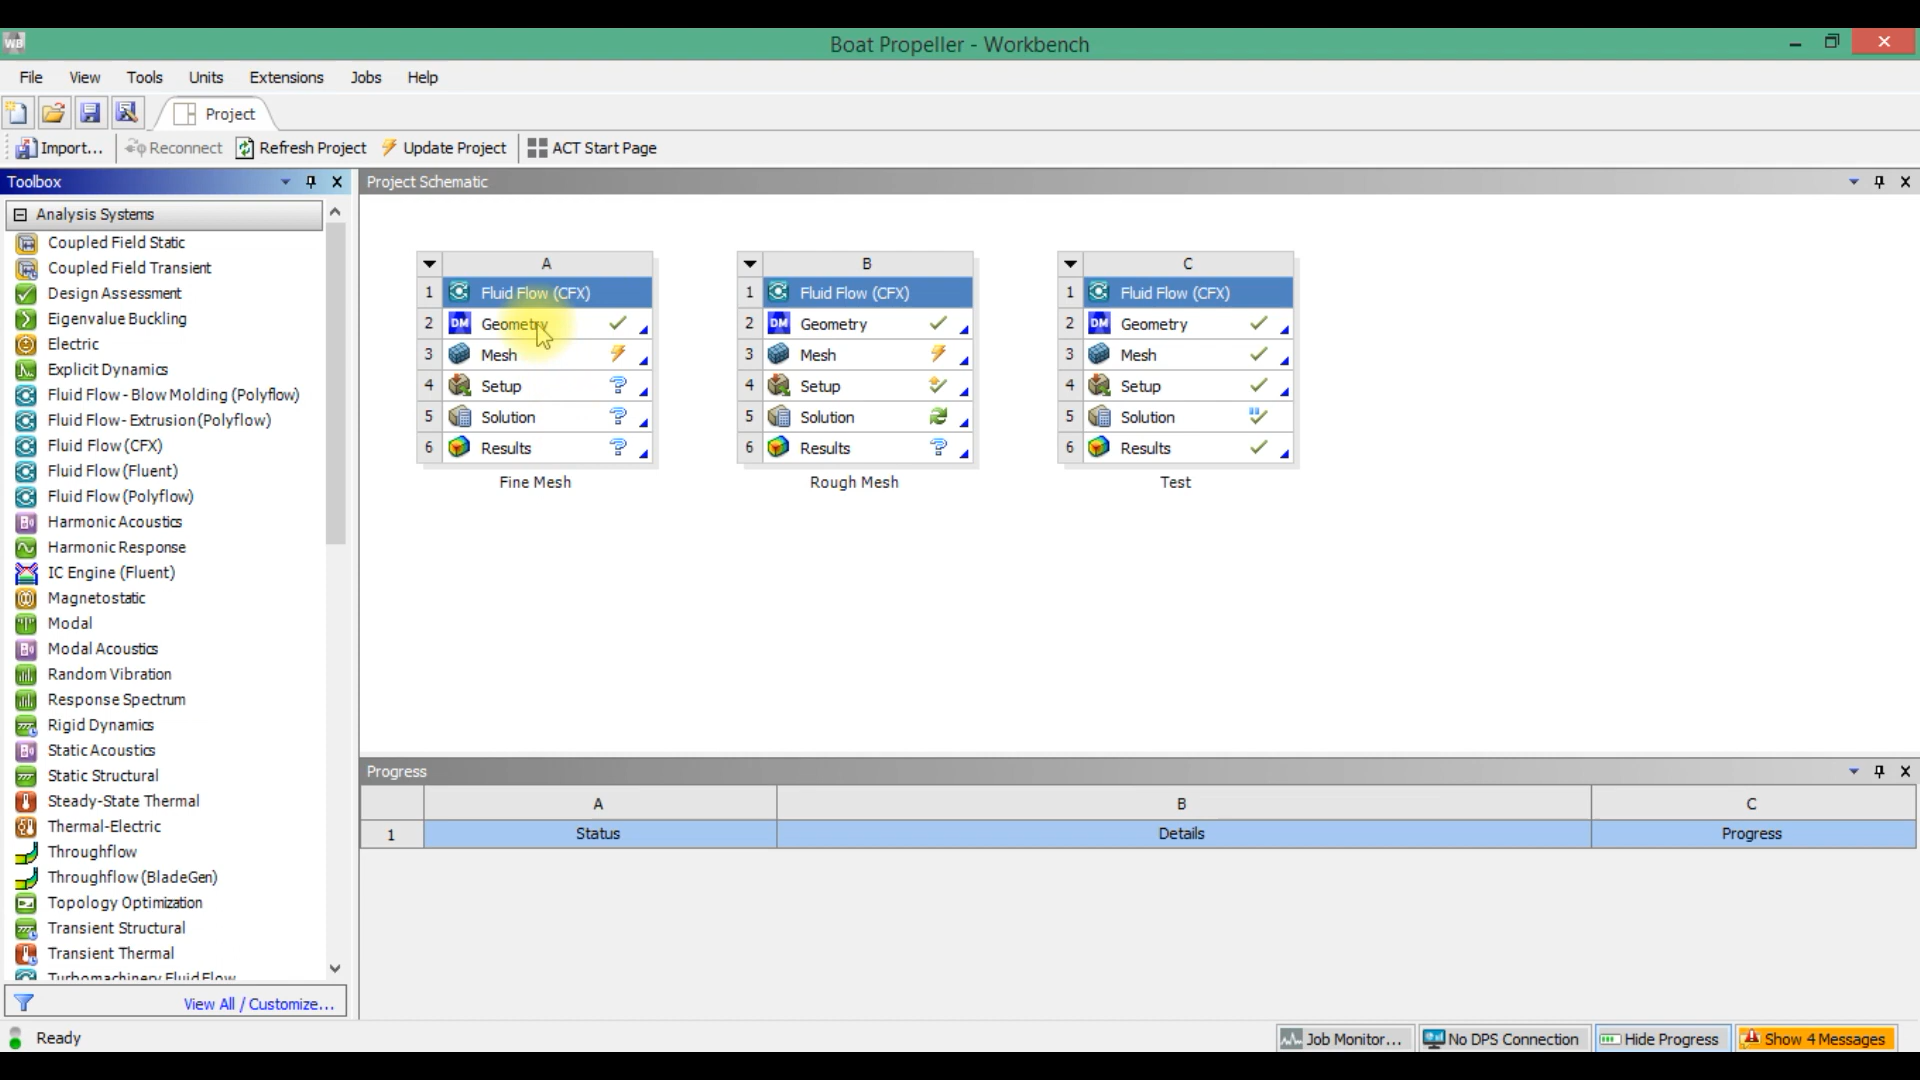 WB
Boat Propeller - Workbench
File View Tools Units Extensions Jobs Help
Project
Import... Reconnect Refresh Project Update Project ACT Start Page
Toolbox
Analysis Systems
Coupled Field Static
Coupled Field Transient
Design Assessment
Eigenvalue Buckling
Electric
Explicit Dynamics
Fluid Flow - Blow Molding (Polyflow)
Fluid Flow - Extrusion (Polyflow)
Fluid Flow (CFX)
Fluid Flow (Fluent)
Fluid Flow (Polyflow)
Harmonic Acoustics
Harmonic Response
IC Engine (Fluent)
Magnetostatic
Modal
Modal Acoustics
Random Vibration
Response Spectrum
Rigid Dynamics
Static Acoustics
Static Structural
Steady-State Thermal
Thermal-Electric
Throughflow
Throughflow (BladeGen)
Topology Optimization
Transient Structural
Transient Thermal
Turbomachinery Fluid Flow
View All / Customize...
Project Schematic
A
1 Fluid Flow (CFX)
2 DM Geometry
3 Mesh
4 Setup
5 Solution
6 Results
Fine Mesh
B
1 Fluid Flow (CFX)
2 DM Geometry
3 Mesh
4 Setup
5 Solution
6 Results
Rough Mesh
C
1 Fluid Flow (CFX)
2 DM Geometry
3 Mesh
4 Setup
5 Solution
6 Results
Test
Progress
A B C
1 Status Details Progress
Ready
Job Monitor... No DPS Connection Hide Progress Show 4 Messages